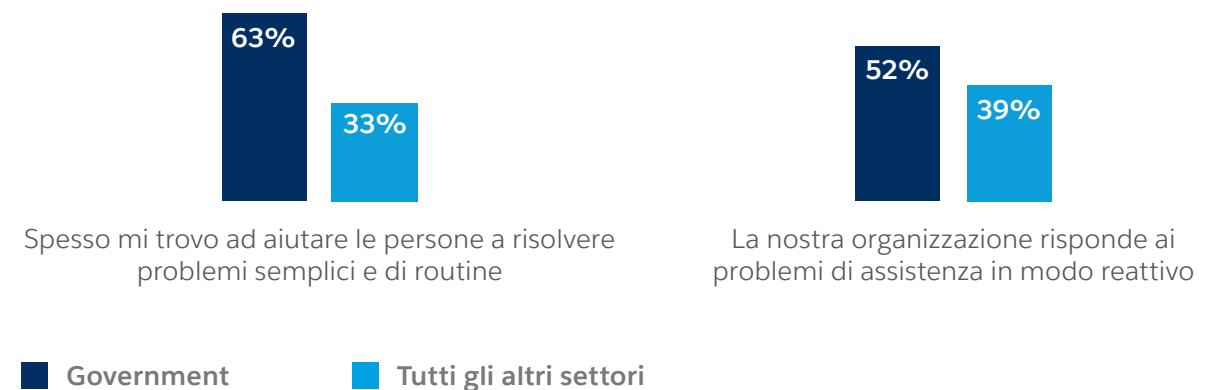 63%
33%
52%
39%
Spesso mi trovo ad aiutare le persone a risolvere
problemi semplici e di routine
La nostra organizzazione risponde ai
problemi di assistenza in modo reattivo
Government
Tutti gli altri settori